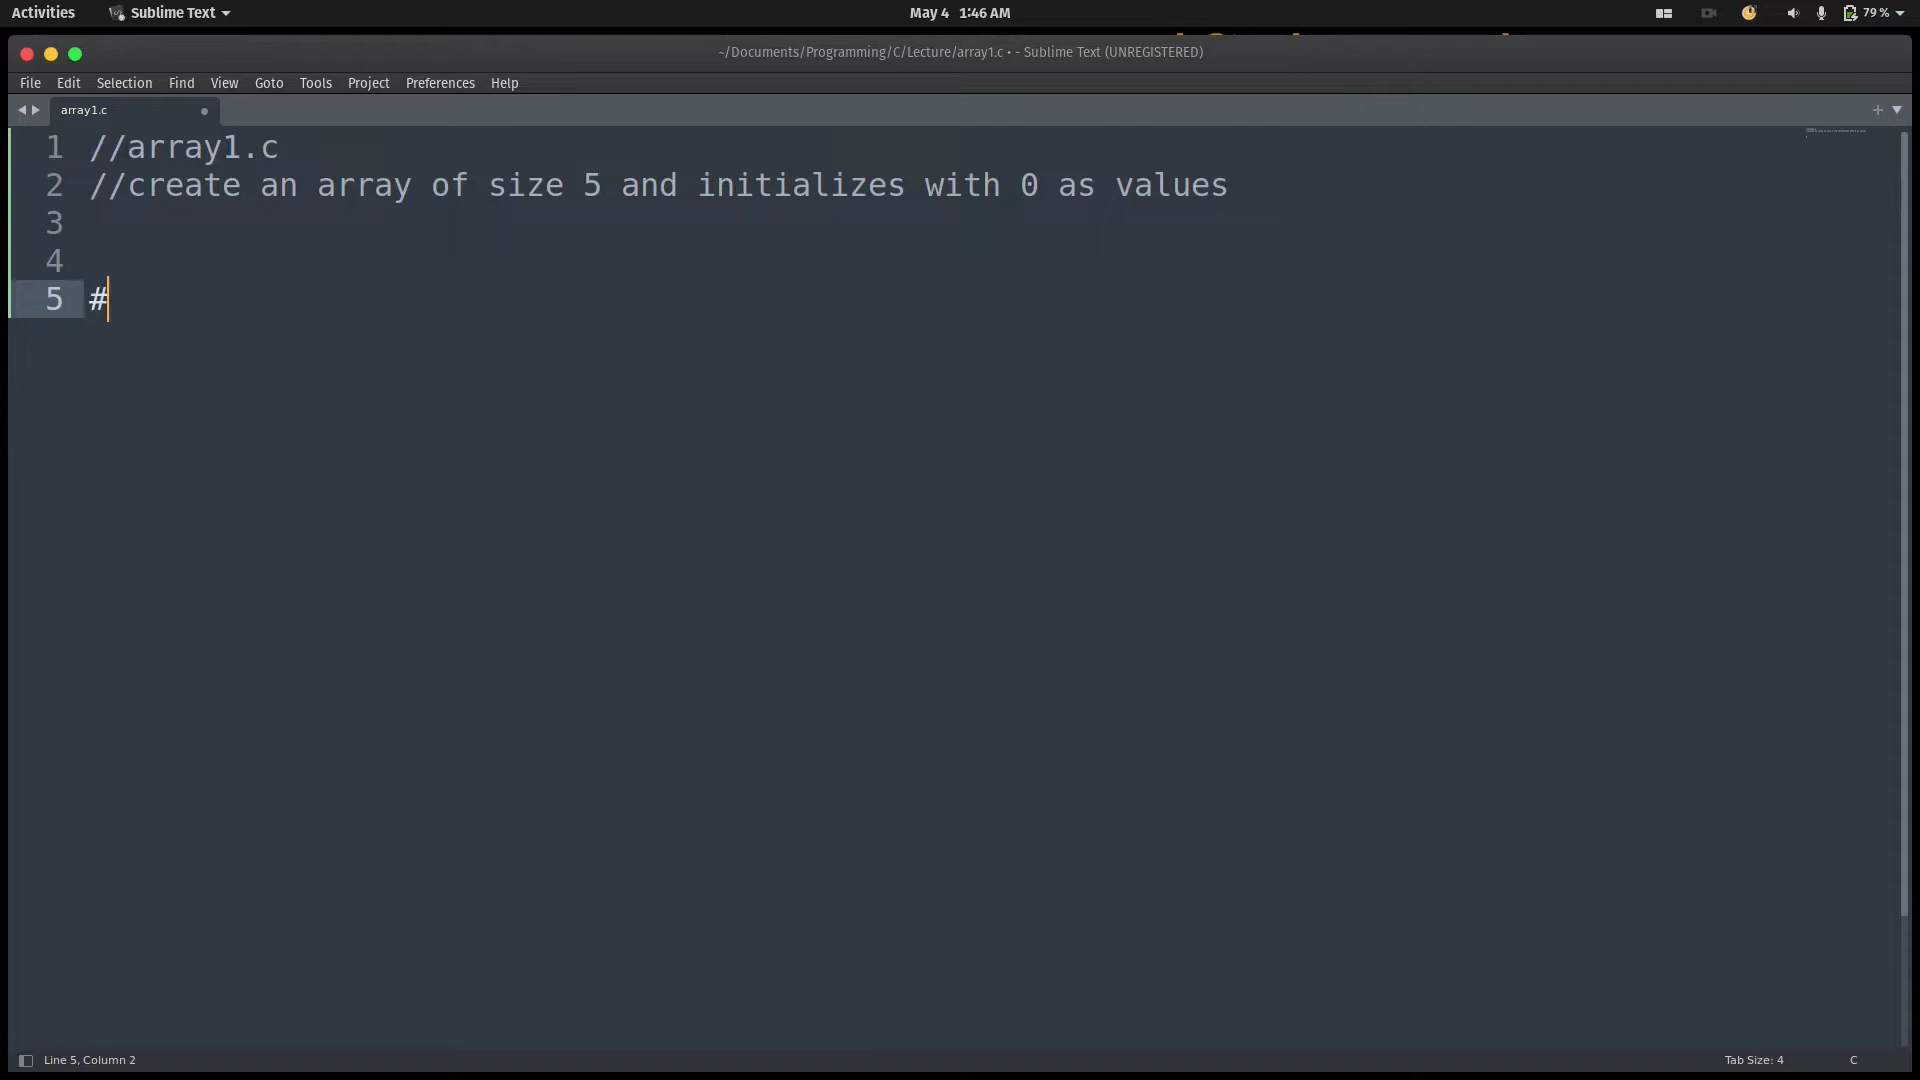 Activities Sublime Text May 4 1:46 AM 79 %
~/Documents/Programming/C/Lecture/array1.c • - Sublime Text (UNREGISTERED)
File Edit Selection Find View Goto Tools Project Preferences Help
array1.c
1 //array1.c
2 //create an array of size 5 and initializes with 0 as values
3
4
5 #
Line 5, Column 2 Tab Size: 4 C